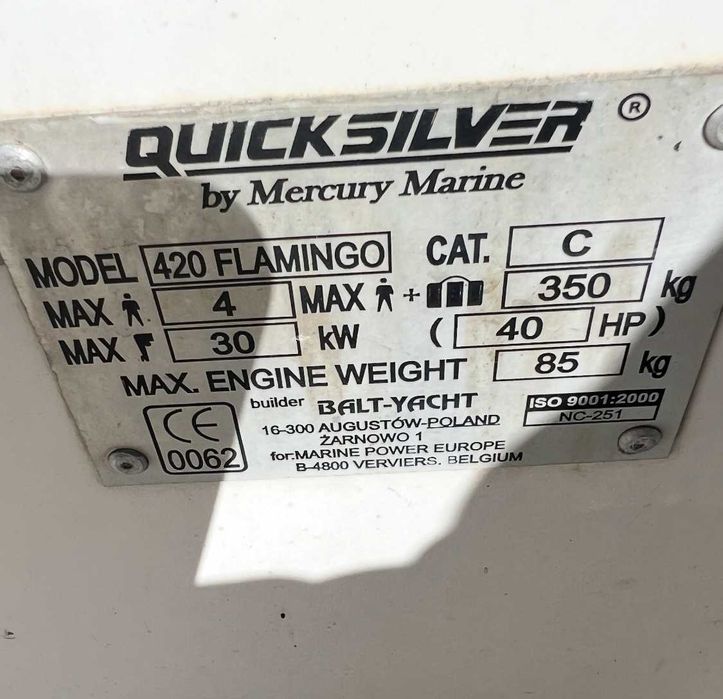 QUICKSILVER ®
by Mercury Marine
MODEL 420 FLAMINGO CAT. C
MAX 4 MAX + 350 kg
MAX 30 kW ( 40 HP )
MAX. ENGINE WEIGHT 85 kg
builder BALT-YACHT
16-300 AUGUSTÓW-POLAND
ŻARNOWO 1
for:MARINE POWER EUROPE
B-4800 VERVIERS. BELGIUM
CE
0062
ISO 9001:2000
NC-251